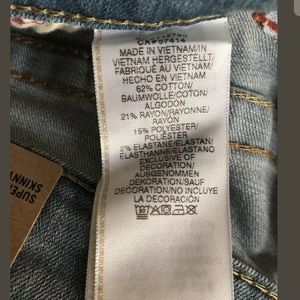 MADE IN VIETNAM/IN
VIETNAM HERGESTELLT/
FABRIQUÉ AU VIETNAM/
HECHO EN VIETNAM
62% COTTON/
BAUMWOLLE/COTON/
ALGODÓN
21% RAYON/RAYONNE/
RAYÓN
15% POLYESTER/
POLIÉSTER
2% ELASTANE/ELASTAN/
ÉLASTHANNE/ELASTANO
EXCLUSIVE OF
DECORATION/
AUSGENOMMEN
DEKORATION/SAUF
DÉCORATION/NO INCLUYE
LA DECORACIÓN
SUPER
SKINNY